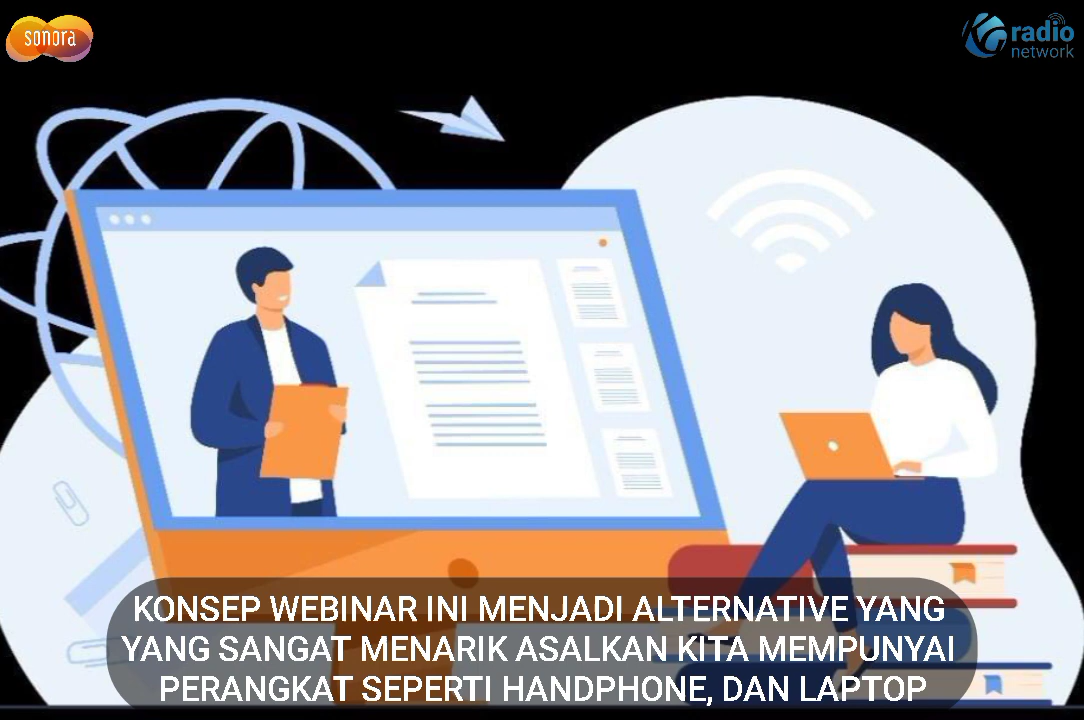 sonora
radio
network
KONSEP WEBINAR INI MENJADI ALTERNATIVE YANG
YANG SANGAT MENARIK ASALKAN KITA MEMPUNYAI
PERANGKAT SEPERTI HANDPHONE, DAN LAPTOP